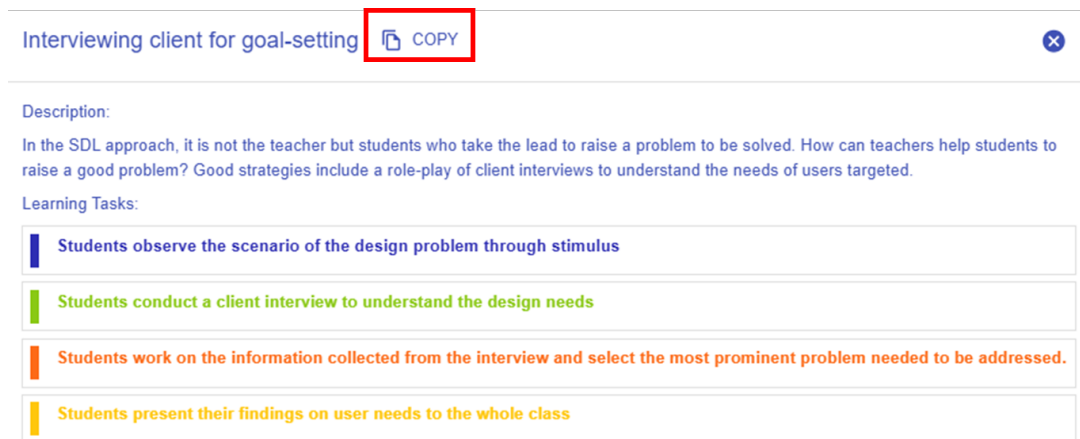 Interviewing client for goal-setting COPY
Description:
In the SDL approach, it is not the teacher but students who take the lead to raise a problem to be solved. How can teachers help students to
raise a good problem? Good strategies include a role-play of client interviews to understand the needs of users targeted.
Learning Tasks:
Students observe the scenario of the design problem through stimulus
Students conduct a client interview to understand the design needs
Students work on the information collected from the interview and select the most prominent problem needed to be addressed.
Students present their findings on user needs to the whole class